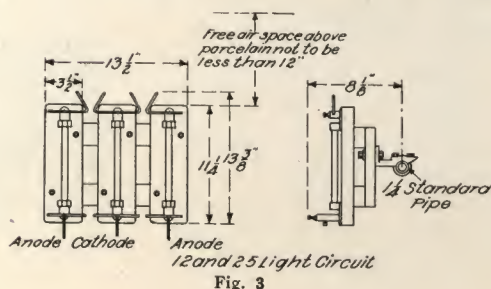 Free air space above
porcelain not to be
less than 12"
13 1/2"
3 1/2"
8 1/8"
11 1/4
13 3/8"
1 1/4 Standard
Pipe
Anode Cathode Anode
12 and 25 Light Circuit
Fig. 3